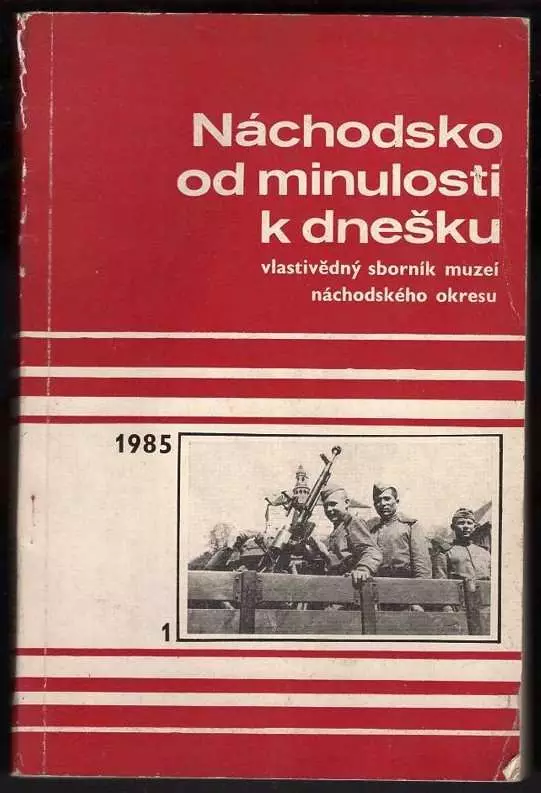 Náchodsko
od minulosti
k dnešku
vlastivědný sborník muzeí
náchodského okresu
1985
1